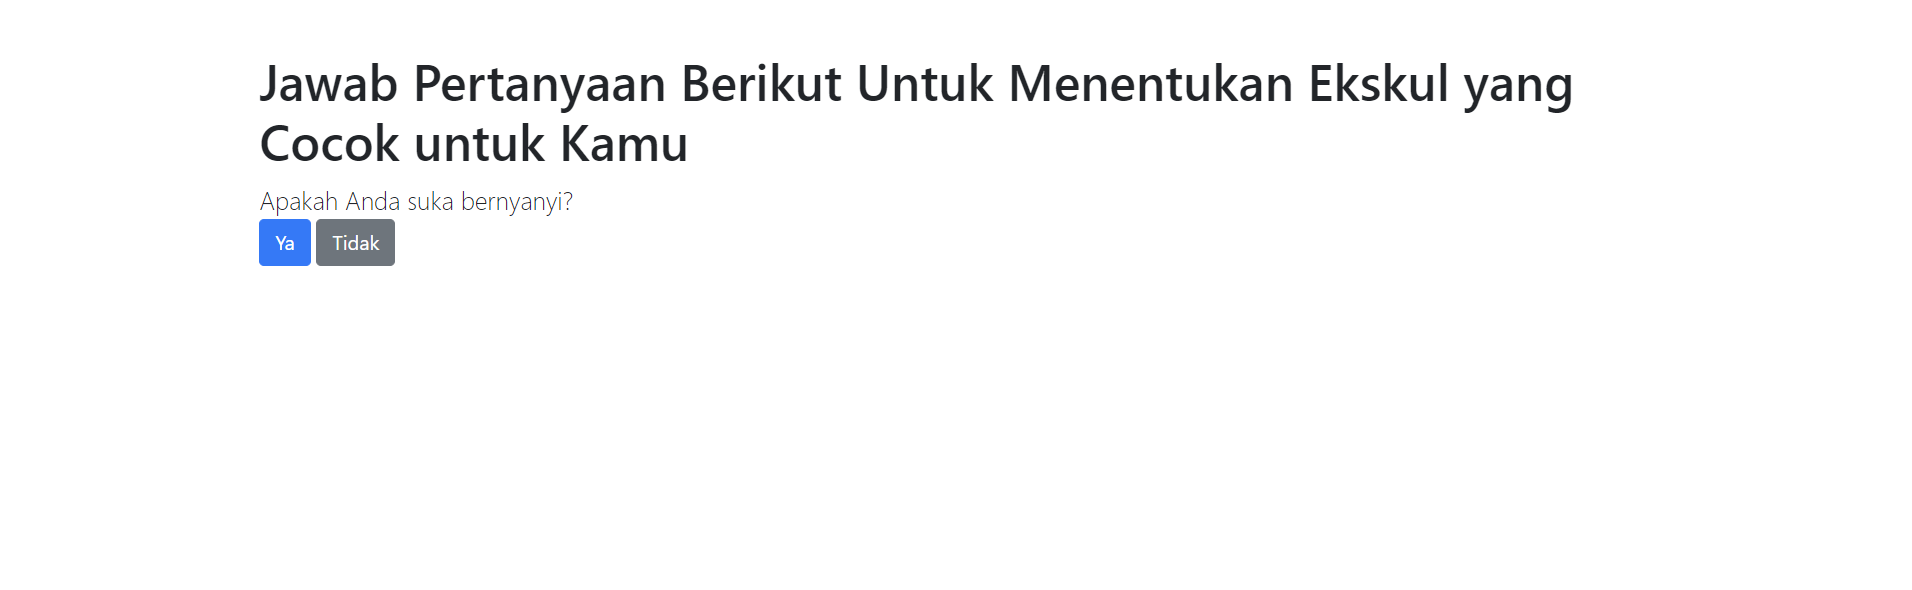 Jawab Pertanyaan Berikut Untuk Menentukan Ekskul yang
Cocok untuk Kamu
Apakah Anda suka bernyanyi?
Ya Tidak